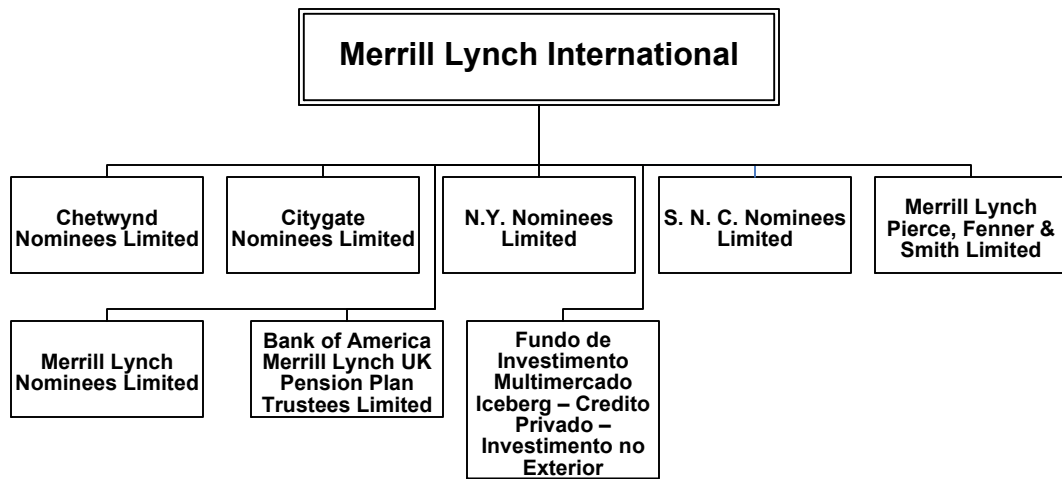 Merrill Lynch International
Chetwynd
Nominees Limited
Citygate
Nominees Limited
N.Y. Nominees
Limited
S. N. C. Nominees
Limited
Merrill Lynch
Pierce, Fenner &
Smith Limited
Merrill Lynch
Nominees Limited
Bank of America
Merrill Lynch UK
Pension Plan
Trustees Limited
Fundo de
Investimento
Multimercado
Iceberg – Credito
Privado –
Investimento no
Exterior